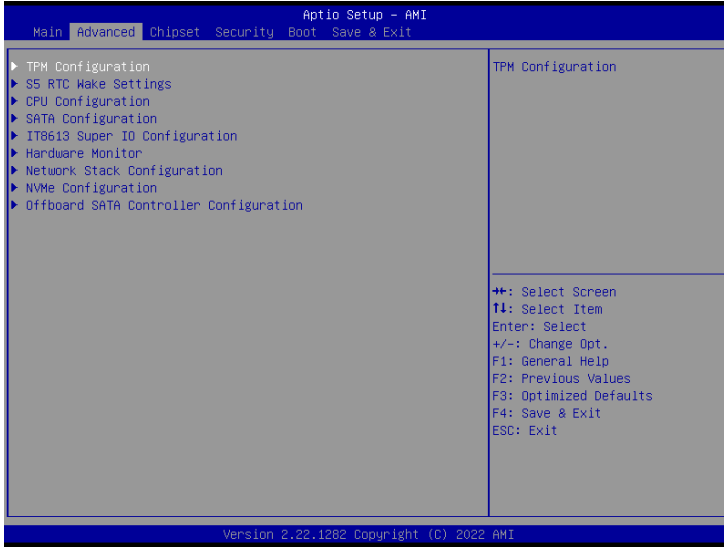 Aptio Setup – AMI
Main Advanced Chipset Security Boot Save & Exit
TPM Configuration
S5 RTC Wake Settings
CPU Configuration
SATA Configuration
IT8613 Super IO Configuration
Hardware Monitor
Network Stack Configuration
NVMe Configuration
Offboard SATA Controller Configuration
TPM Configuration
→←: Select Screen
↑↓: Select Item
Enter: Select
+/-: Change Opt.
F1: General Help
F2: Previous Values
F3: Optimized Defaults
F4: Save & Exit
ESC: Exit
Version 2.22.1282 Copyright (C) 2022 AMI